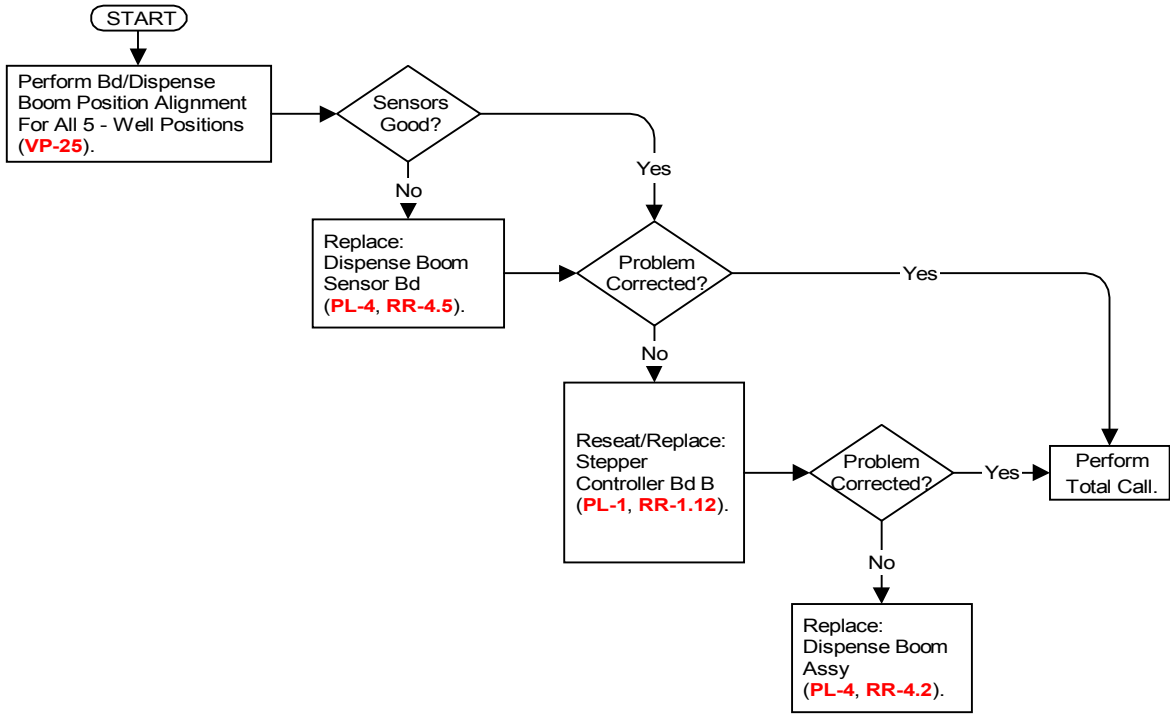 START
Perform Bd/Dispense
Boom Position Alignment
For All 5 - Well Positions
(VP-25).
Sensors
Good?
Yes
No
Replace:
Dispense Boom
Sensor Bd
(PL-4, RR-4.5).
Problem
Corrected?
Yes
No
Reseat/Replace:
Stepper
Controller Bd B
(PL-1, RR-1.12).
Problem
Corrected?
Yes
Perform
Total Call.
No
Replace:
Dispense Boom
Assy
(PL-4, RR-4.2).